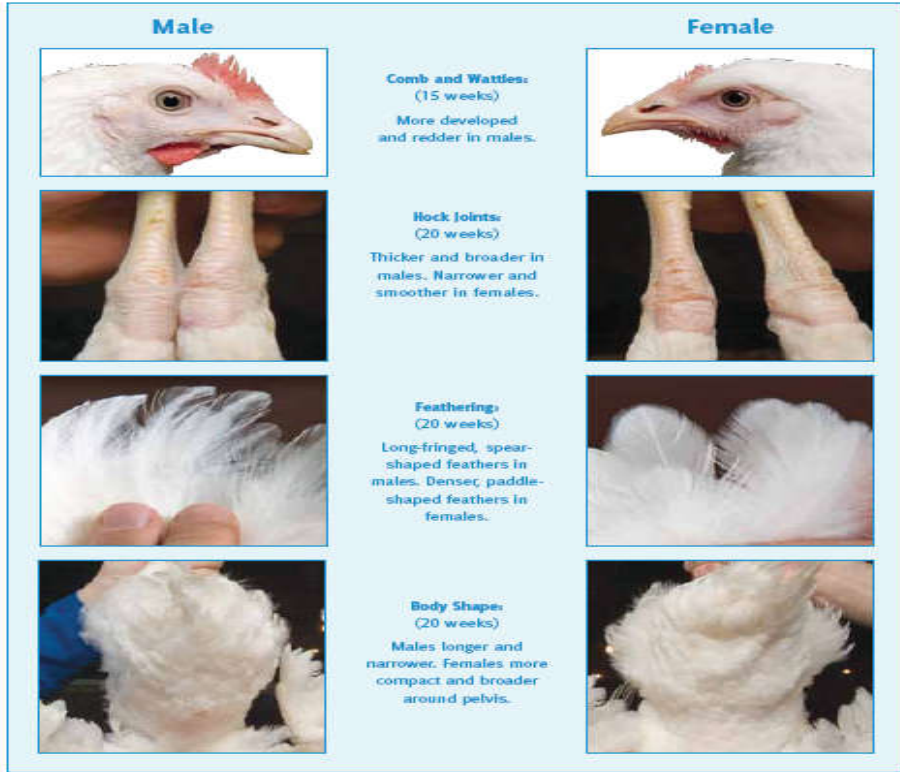 Male
Female
Comb and Wattles:
(15 weeks)
More developed
and redder in males.
Hock Joints:
(20 weeks)
Thicker and broader in
males. Narrower and
smoother in females.
Feathering:
(20 weeks)
Long-fringed, spear-
shaped feathers in
males. Denser, paddle-
shaped feathers in
females.
Body Shape:
(20 weeks)
Males longer and
narrower. Females more
compact and broader
around pelvis.